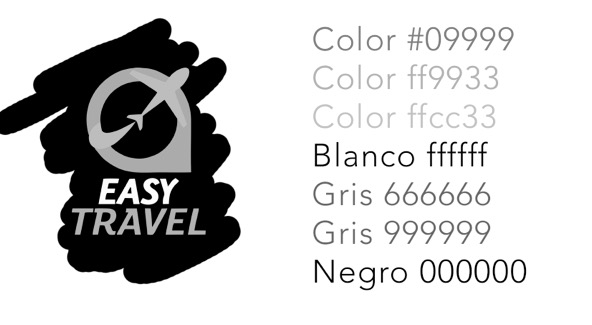 EASY
TRAVEL
Color #09999
Color ff9933
Color ffcc33
Blanco ffffff
Gris 666666
Gris 999999
Negro 000000